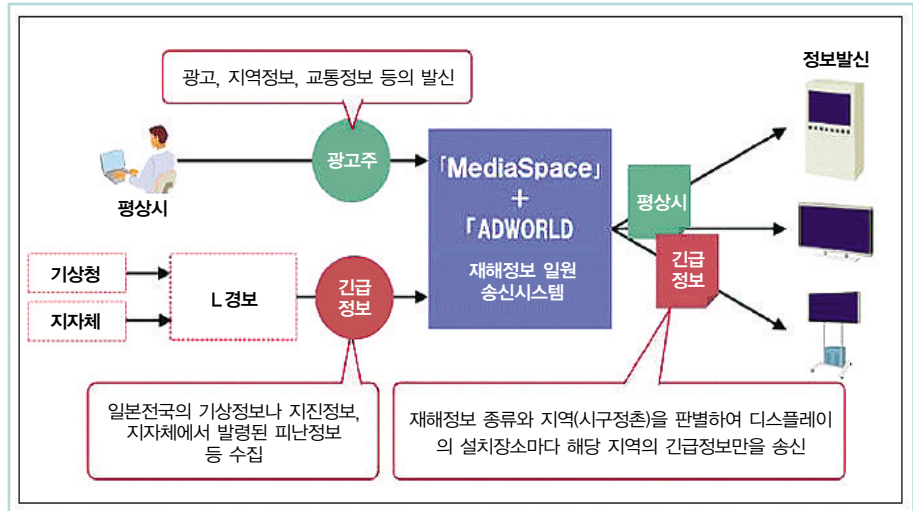 광고, 지역정보, 교통정보 등의 발신
정보발신
평상시
광고주
「MediaSpace」
+
「ADWORLD
재해정보 일원
송신시스템
평상시
긴급
정보
기상청
지자체
L경보
긴급
정보
일본전국의 기상정보나 지진정보,
지자체에서 발령된 피난정보
등 수집
재해정보 종류와 지역(시구정촌)을 판별하여 디스플레이
의 설치장소마다 해당 지역의 긴급정보만을 송신